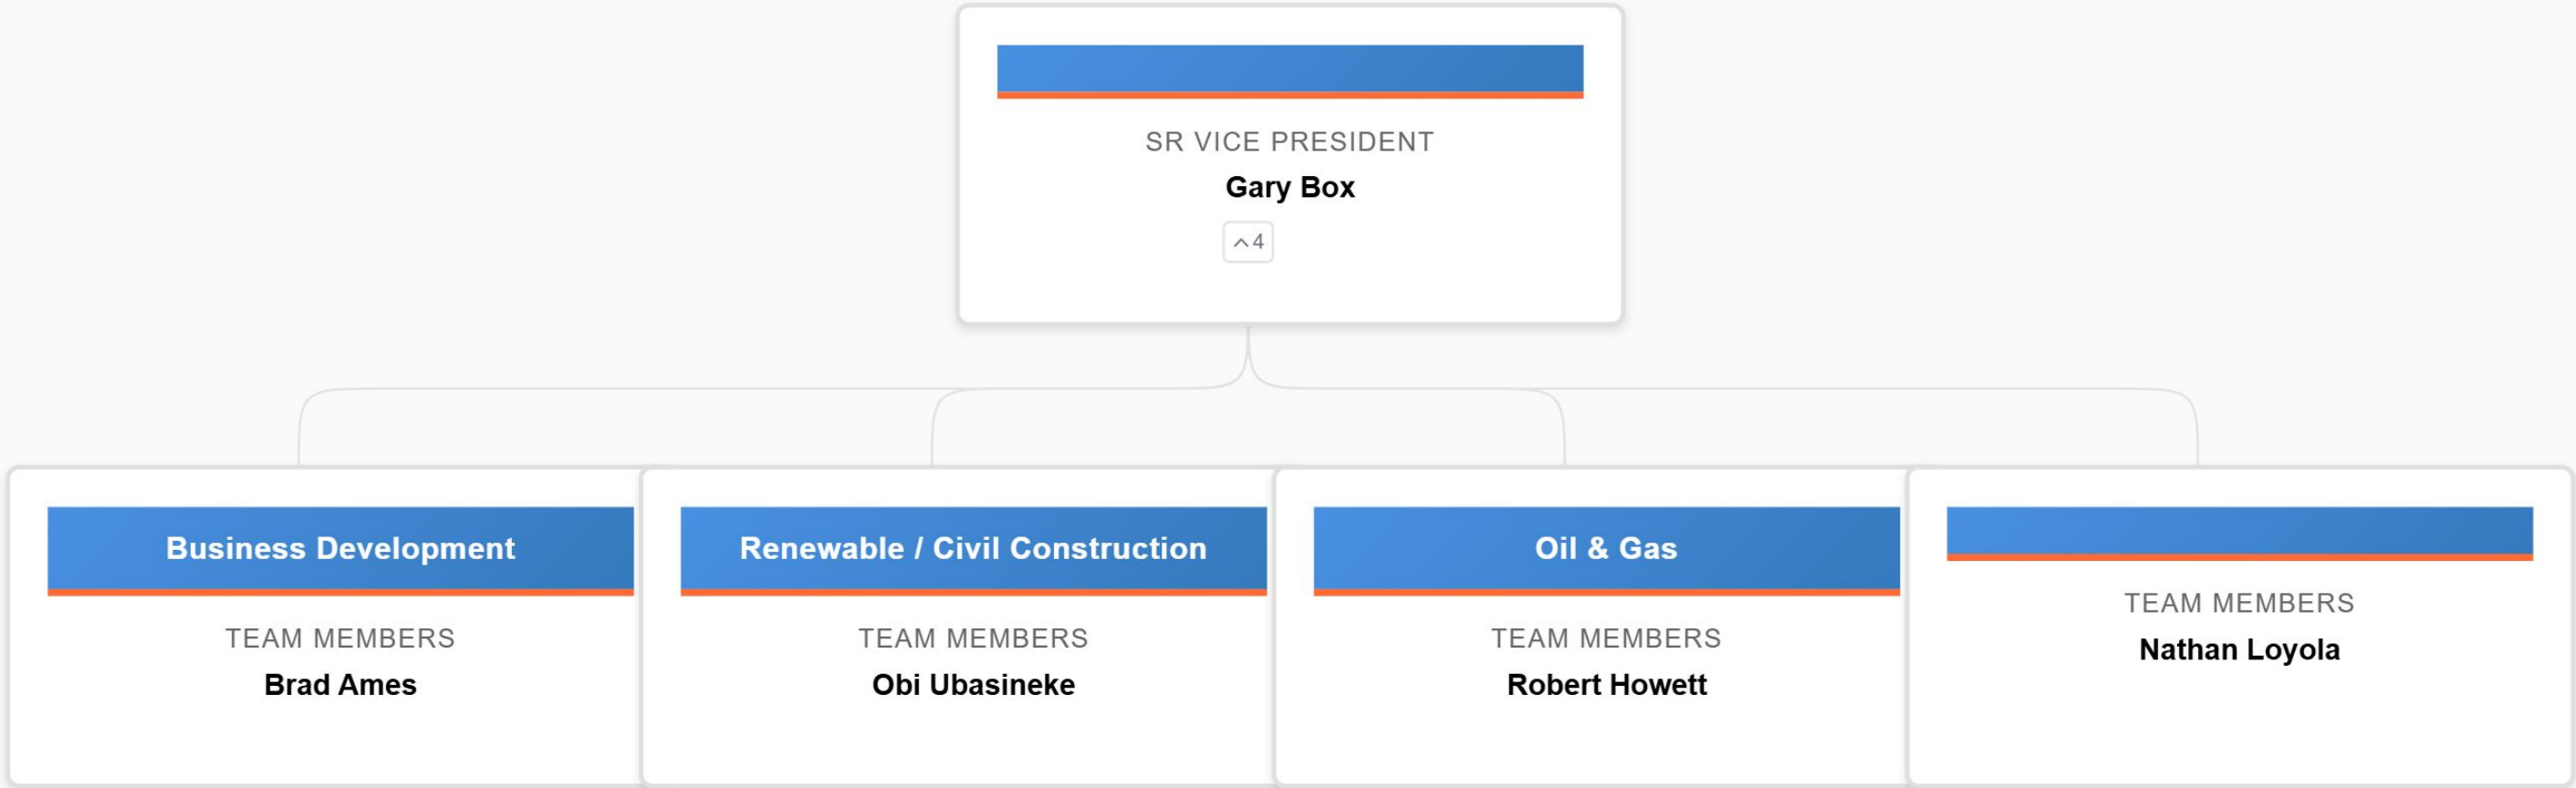 SR VICE PRESIDENT
Gary Box
4
Business Development
TEAM MEMBERS
Brad Ames
Renewable / Civil Construction
TEAM MEMBERS
Obi Ubasineke
Oil & Gas
TEAM MEMBERS
Robert Howett
TEAM MEMBERS
Nathan Loyola